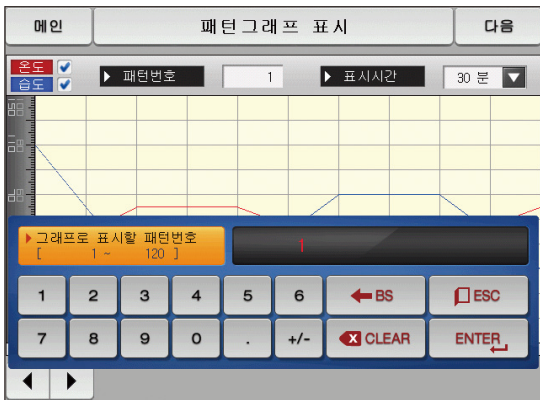 메인 패턴그래프 표시 다음
온도 패턴번호 1 표시시간 30 분
습도
그래프로 표시할 패턴번호 1
[ 1 ~ 120 ]
1 2 3 4 5 6 BS ESC
7 8 9 0 . +/- CLEAR ENTER